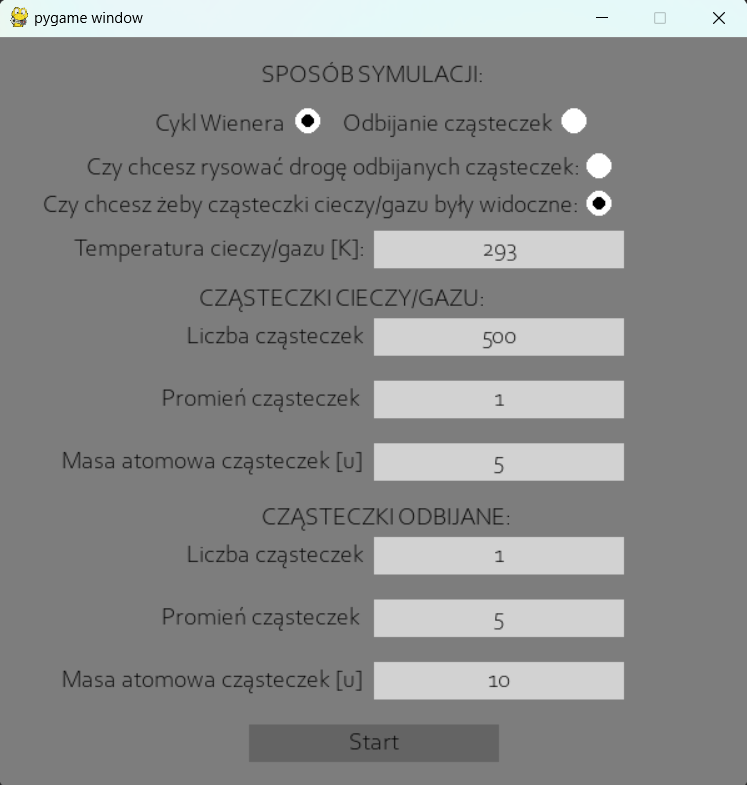 pygame window
SPOSÓB SYMULACJI:
Cykl Wienera Odbijanie cząsteczek
Czy chcesz rysować drogę odbijanych cząsteczek:
Czy chcesz żeby cząsteczki cieczy/gazu były widoczne:
Temperatura cieczy/gazu [K]: 293
CZĄSTECZKI CIECZY/GAZU:
Liczba cząsteczek 500
Promień cząsteczek 1
Masa atomowa cząsteczek [u] 5
CZĄSTECZKI ODBIJANE:
Liczba cząsteczek 1
Promień cząsteczek 5
Masa atomowa cząsteczek [u] 10
Start